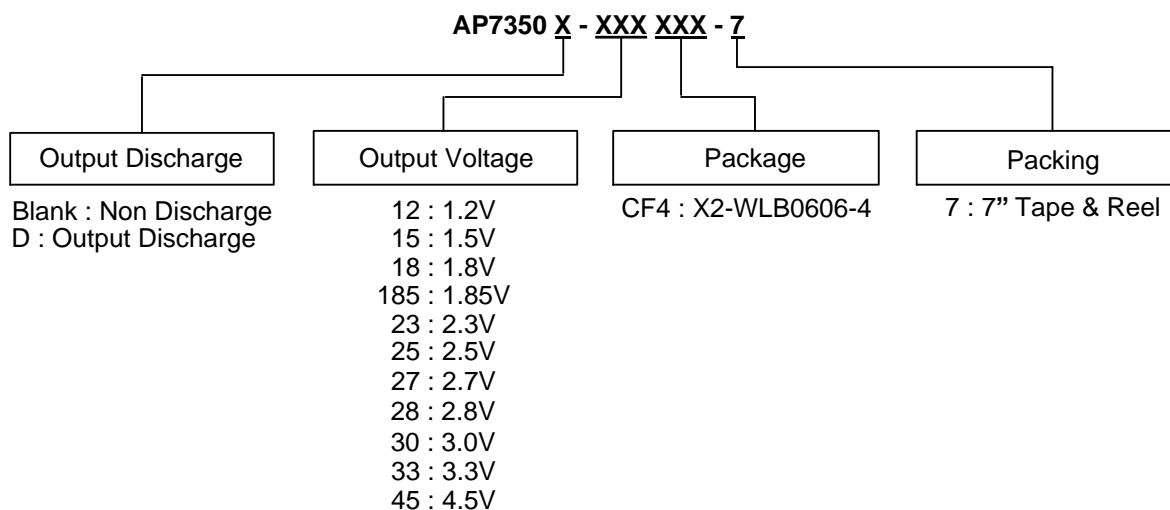 AP7350 X - XXX XXX - 7
Output Discharge
Blank : Non Discharge
D : Output Discharge
Output Voltage
12 : 1.2V
15 : 1.5V
18 : 1.8V
185 : 1.85V
23 : 2.3V
25 : 2.5V
27 : 2.7V
28 : 2.8V
30 : 3.0V
33 : 3.3V
45 : 4.5V
Package
CF4 : X2-WLB0606-4
Packing
7 : 7” Tape & Reel